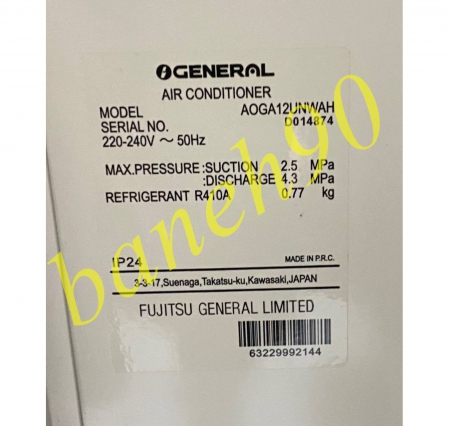 GENERAL
AIR CONDITIONER
MODEL AOGA12UNWAH
SERIAL NO. D014874
220-240V ~ 50Hz
MAX.PRESSURE :SUCTION 2.5 MPa
:DISCHARGE 4.3 MPa
REFRIGERANT R410A 0.77 kg
IP24 MADE IN P.R.C.
3-3-17,Suenaga,Takatsu-ku,Kawasaki,JAPAN
FUJITSU GENERAL LIMITED
63229992144
baneh90